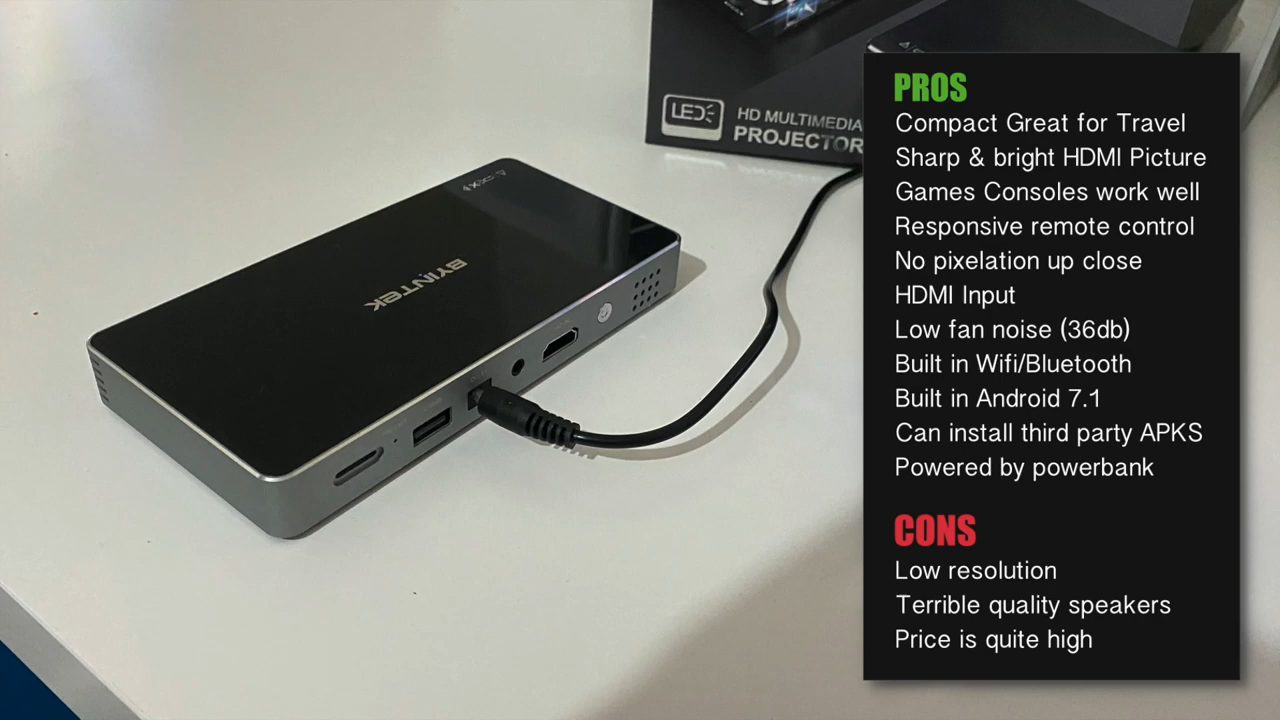 LED
HD MULTIMEDIA
PROJECTOR
BYINTEK
PROS
Compact Great for Travel
Sharp & bright HDMI Picture
Games Consoles work well
Responsive remote control
No pixelation up close
HDMI Input
Low fan noise (36db)
Built in Wifi/Bluetooth
Built in Android 7.1
Can install third party APKS
Powered by powerbank
CONS
Low resolution
Terrible quality speakers
Price is quite high